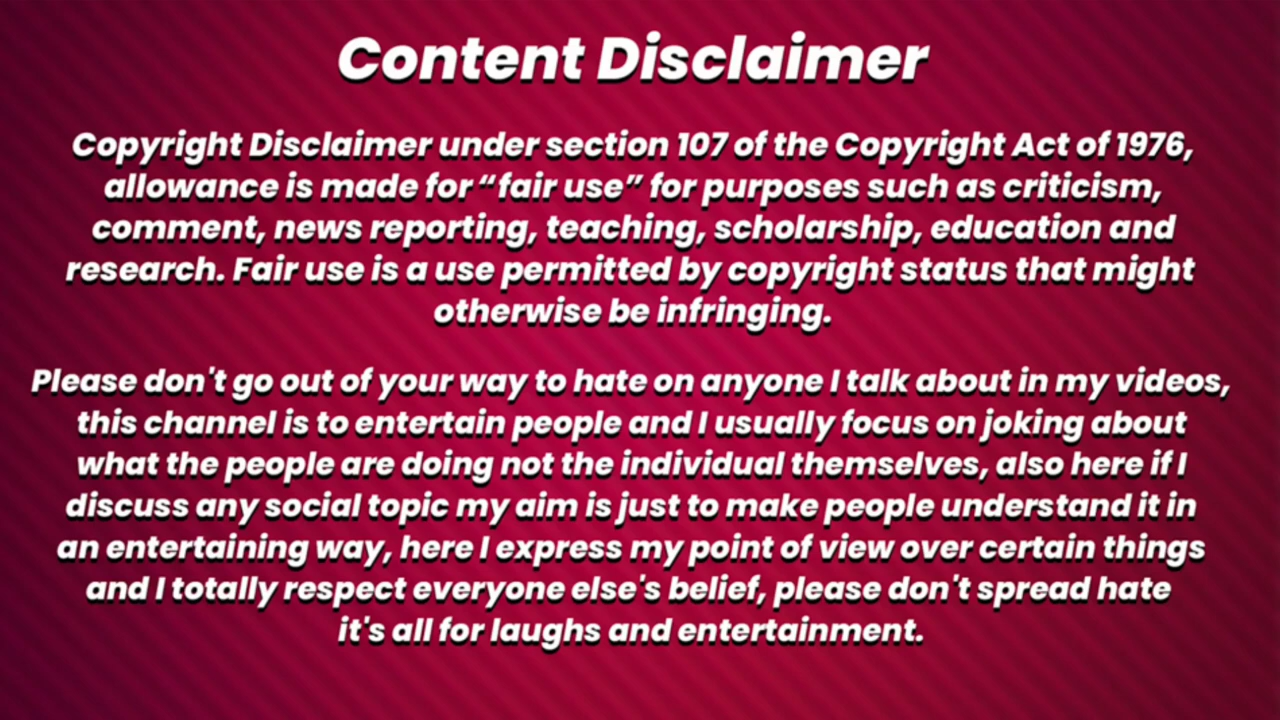 Content Disclaimer
Copyright Disclaimer under section 107 of the Copyright Act of 1976,
allowance is made for “fair use” for purposes such as criticism,
comment, news reporting, teaching, scholarship, education and
research. Fair use is a use permitted by copyright status that might
otherwise be infringing.
Please don't go out of your way to hate on anyone I talk about in my videos,
this channel is to entertain people and I usually focus on joking about
what the people are doing not the individual themselves, also here if I
discuss any social topic my aim is just to make people understand it in
an entertaining way, here I express my point of view over certain things
and I totally respect everyone else's belief, please don't spread hate
it's all for laughs and entertainment.